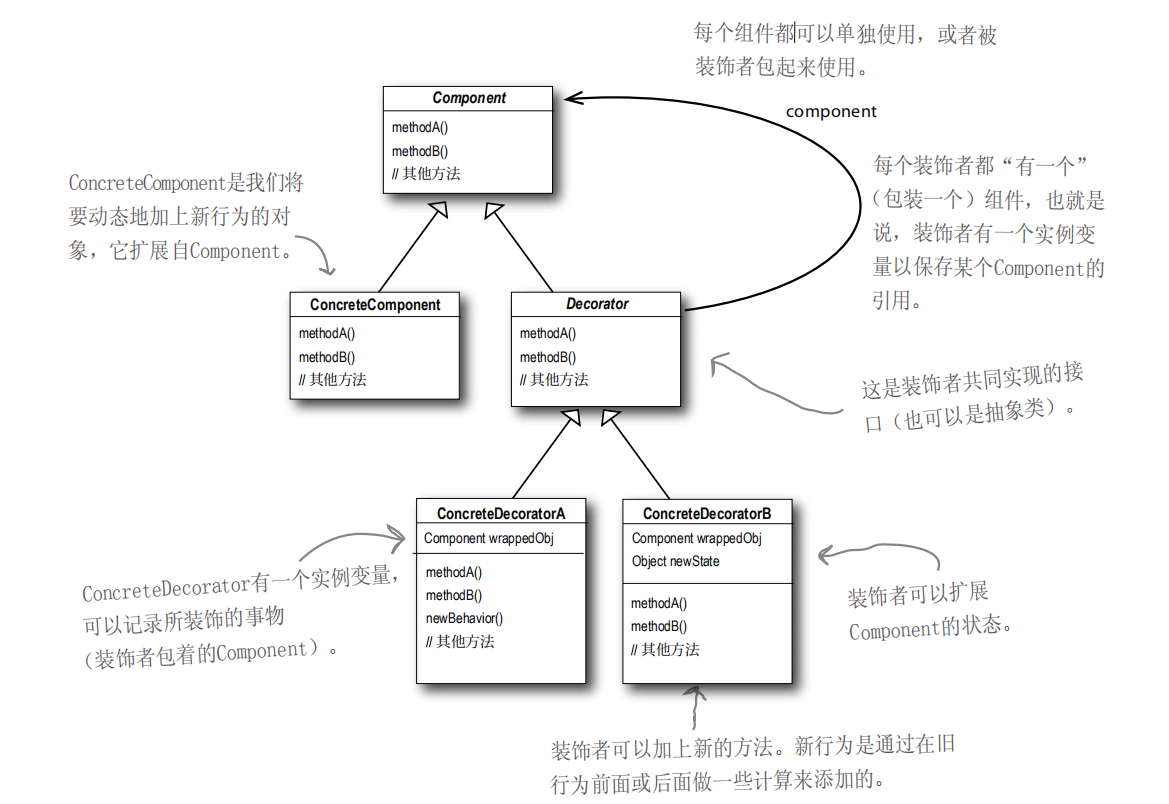 每个组件都可以单独使用，或者被
装饰者包起来使用。
Component
methodA()
methodB()
// 其他方法
component
ConcreteComponent是我们将
要动态地加上新行为的对
象，它扩展自Component。
每个装饰者都“有一个”
（包装一个）组件，也就是
说，装饰者有一个实例变
量以保存某个Component的
引用。
ConcreteComponent
methodA()
methodB()
// 其他方法
Decorator
methodA()
methodB()
// 其他方法
这是装饰者共同实现的接
口（也可以是抽象类）。
ConcreteDecoratorA
Component wrappedObj
methodA()
methodB()
newBehavior()
// 其他方法
ConcreteDecoratorB
Component wrappedObj
Object newState
methodA()
methodB()
// 其他方法
ConcreteDecorator有一个实例变量，
可以记录所装饰的事物
（装饰者包着的Component）。
装饰者可以扩展
Component的状态。
装饰者可以加上新的方法。新行为是通过在旧
行为前面或后面做一些计算来添加的。